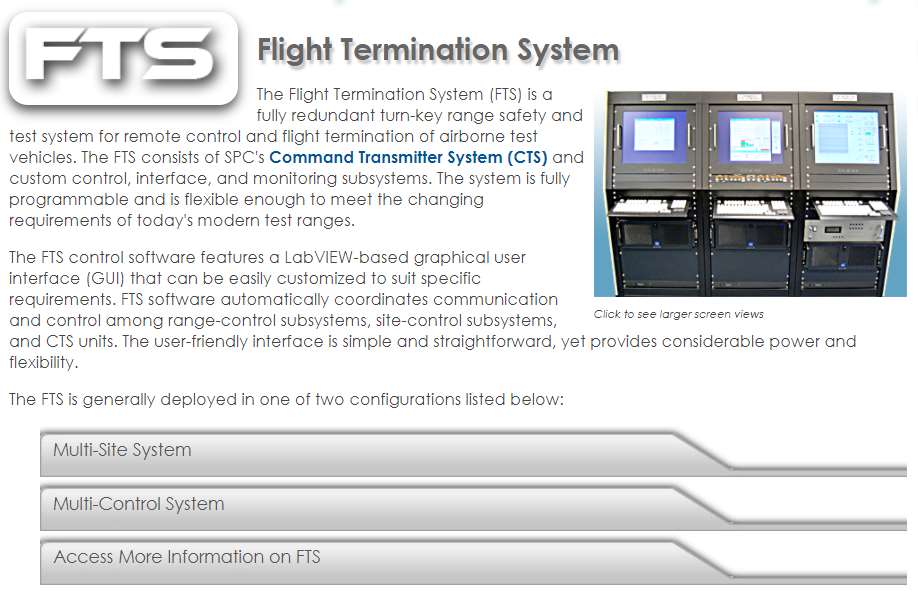 FTS
Flight Termination System
The Flight Termination System (FTS) is a
fully redundant turn-key range safety and
test system for remote control and flight termination of airborne test
vehicles. The FTS consists of SPC's Command Transmitter System (CTS) and
custom control, interface, and monitoring subsystems. The system is fully
programmable and is flexible enough to meet the changing
requirements of today's modern test ranges.
The FTS control software features a LabVIEW-based graphical user
interface (GUI) that can be easily customized to suit specific
requirements. FTS software automatically coordinates communication
and control among range-control subsystems, site-control subsystems,
and CTS units. The user-friendly interface is simple and straightforward, yet provides considerable power and
flexibility.
Click to see larger screen views
The FTS is generally deployed in one of two configurations listed below:
Multi-Site System
Multi-Control System
Access More Information on FTS